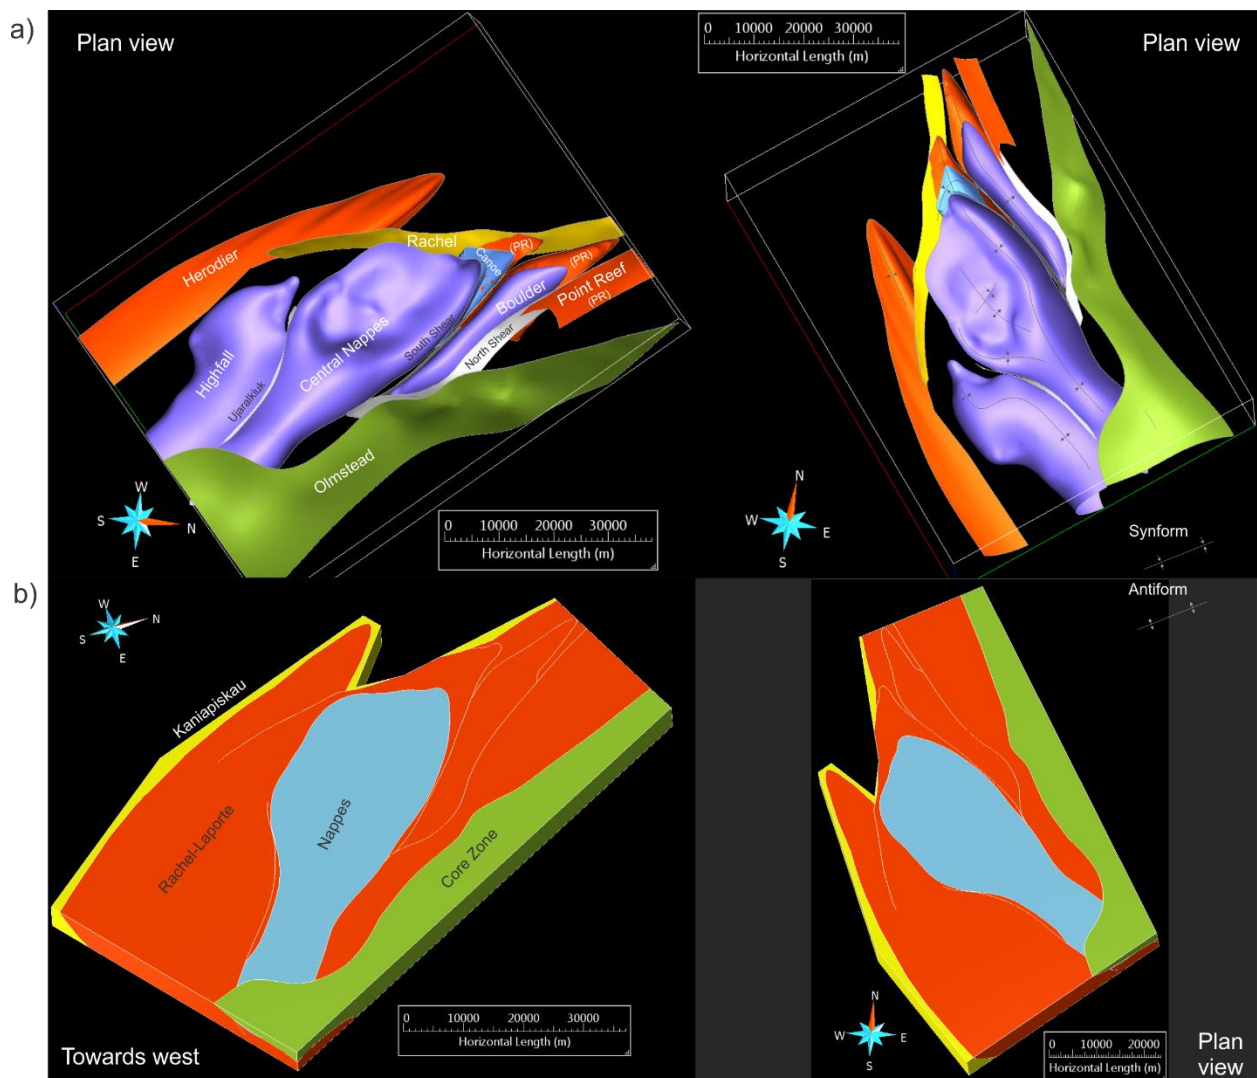 a)
Plan view
Herodier
Rachel
(PR)
Canoe
(PR)
Boulder
Point Reef
(PR)
Highfall
Ujaralkiuk
Central Nappes
South Shear
North Shear
Olmstead
W
S
N
E
0 10000 20000 30000
Horizontal Length (m)
0 10000 20000 30000
Horizontal Length (m)
Plan view
N
W
E
S
Synform
Antiform
b)
W
N
S
E
Kaniapiskau
Rachel-Laporte
Nappes
Core Zone
0 10000 20000 30000
Horizontal Length (m)
Towards west
N
W
E
S
0 10000 20000
Horizontal Length (m)
Plan
view